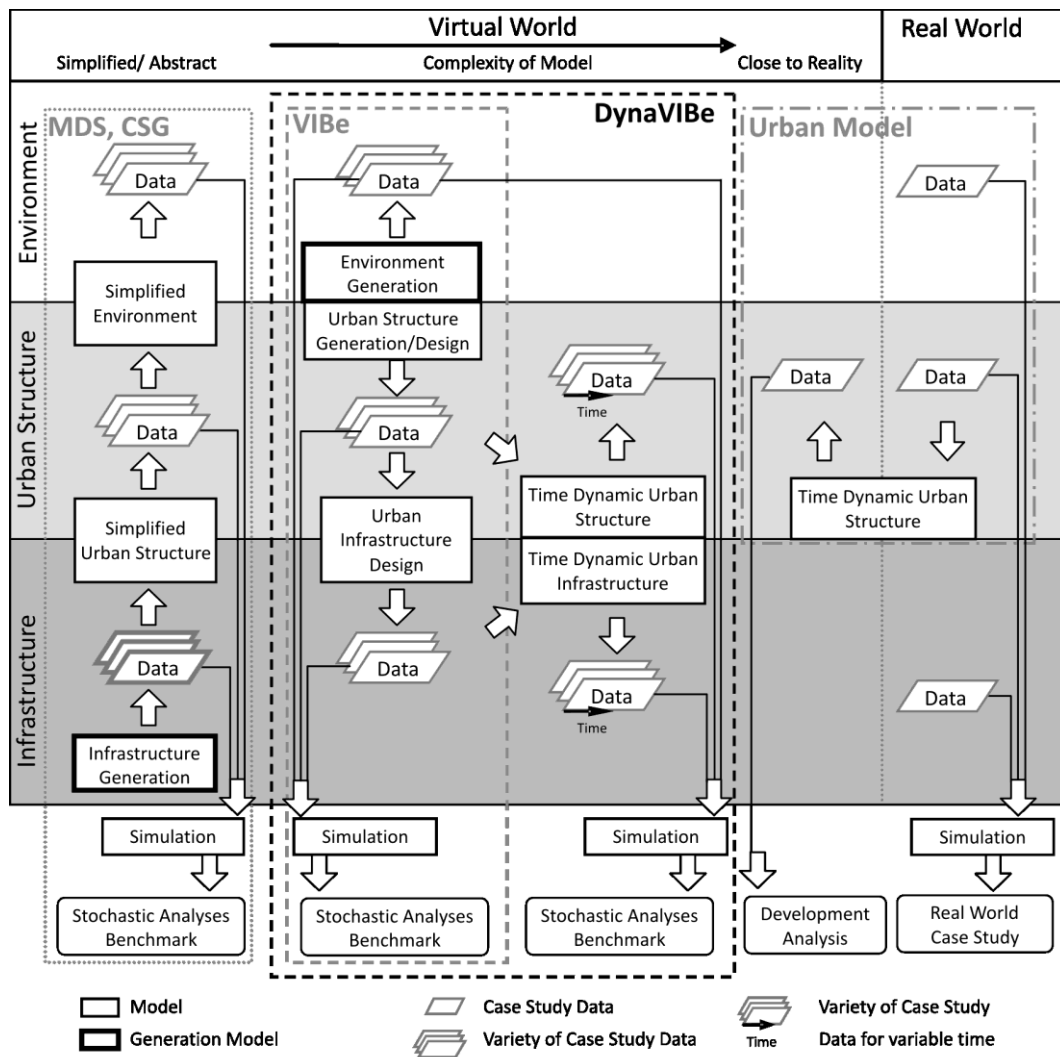 Virtual World
Real World
Simplified/ Abstract
Complexity of Model
Close to Reality
Environment
Urban Structure
Infrastructure
MDS, CSG
Data
Simplified
Environment
Data
Simplified
Urban Structure
Data
Infrastructure
Generation
Simulation
Stochastic Analyses
Benchmark
DynaVIBe
VIBe
Data
Environment
Generation
Urban Structure
Generation/Design
Data
Urban
Infrastructure
Design
Data
Simulation
Stochastic Analyses
Benchmark
Data
Time
Time Dynamic Urban
Structure
Time Dynamic Urban
Infrastructure
Data
Time
Simulation
Stochastic Analyses
Benchmark
Urban Model
Data
Data
Data
Time Dynamic Urban
Structure
Data
Development
Analysis
Simulation
Real World
Case Study
Model
Generation Model
Case Study Data
Variety of Case Study Data
Time
Variety of Case Study
Data for variable time